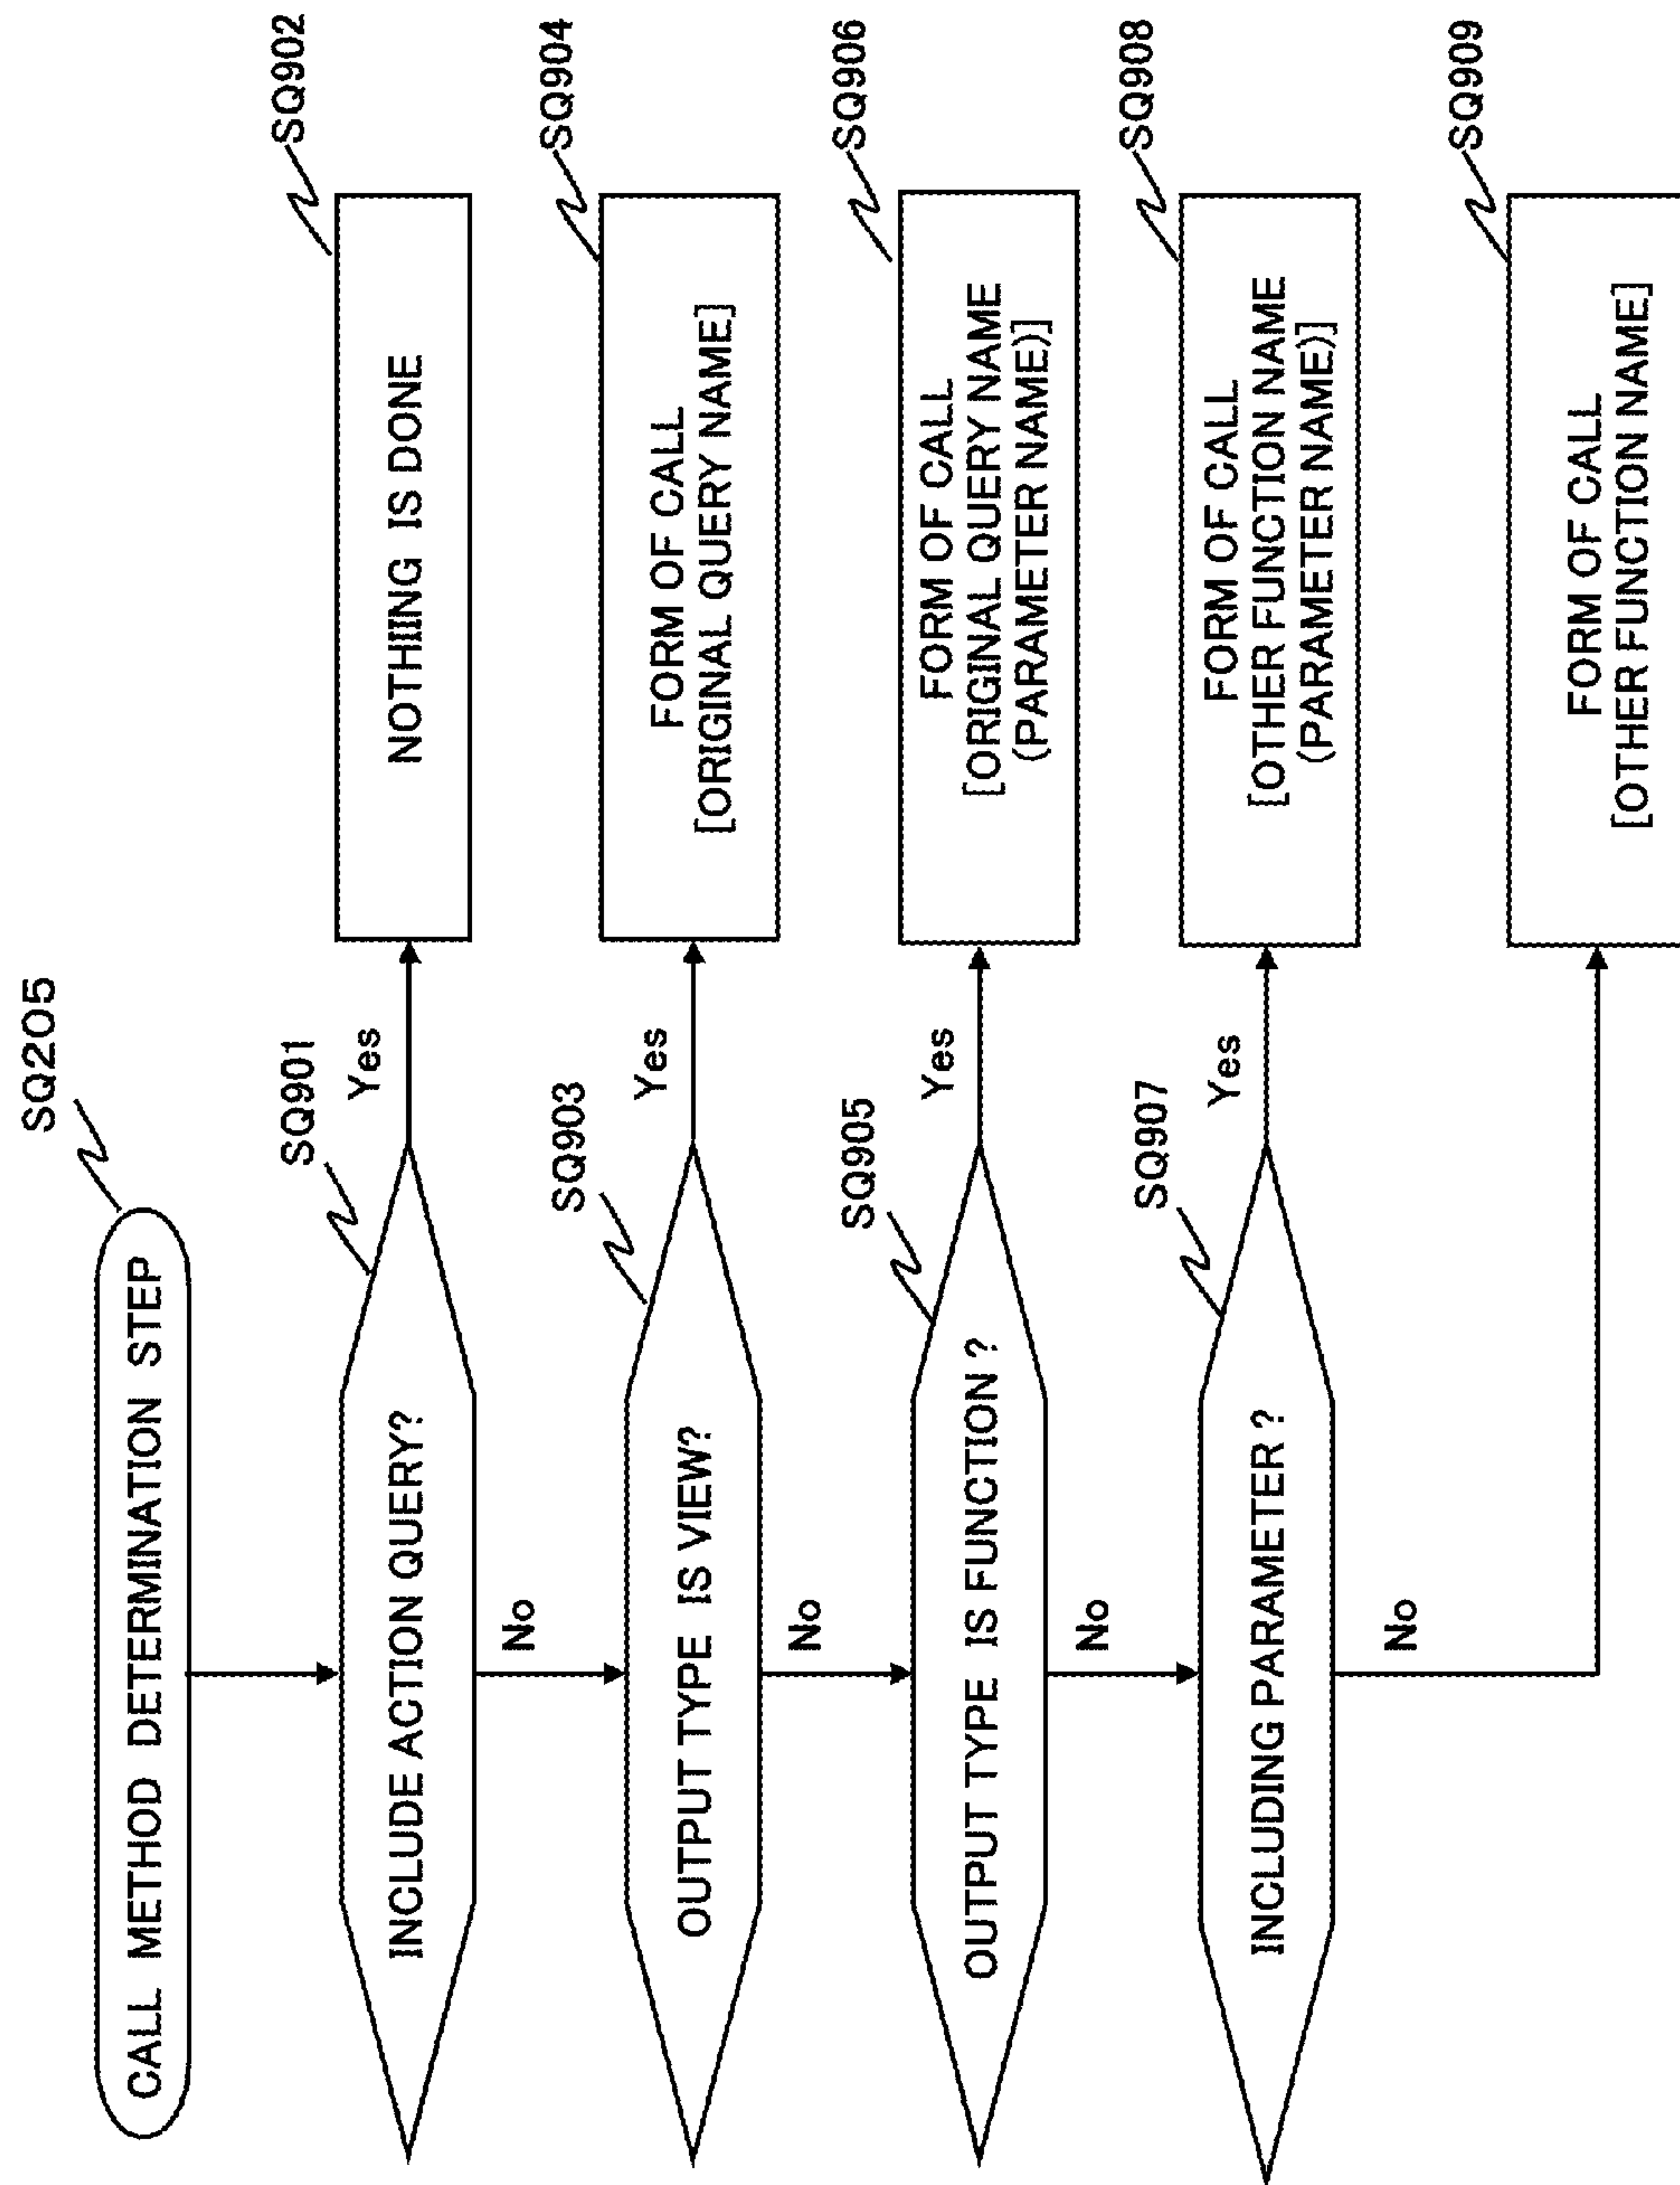 SQ205
CALL METHOD DETERMINATION STEP
SQ901
INCLUDE ACTION QUERY?
Yes
SQ902
NOTHIING IS DONE
No
SQ903
OUTPUT TYPE IS VIEW?
Yes
SQ904
FORM OF CALL
[ORIGINAL QUERY NAME]
No
SQ905
OUTPUT TYPE IS FUNCTION ?
Yes
SQ906
FORM OF CALL
[ORIGINAL QUERY NAME
(PARAMETER NAME)]
No
SQ907
INCLUDING PARAMETER ?
Yes
SQ908
FORM OF CALL
[OTHER FUNCTION NAME
(PARAMETER NAME)]
No
SQ909
FORM OF CALL
[OTHER FUNCTION NAME]